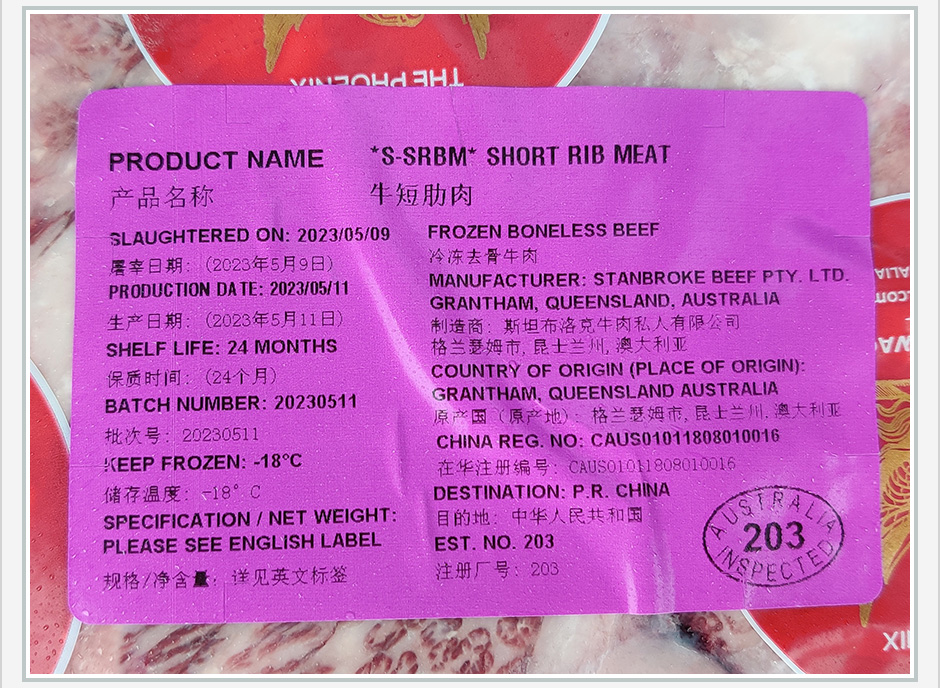 THE PHOENIX
PRODUCT NAME *S-SRBM* SHORT RIB MEAT
产品名称 牛短肋肉
SLAUGHTERED ON: 2023/05/09
屠宰日期: (2023年5月9日)
PRODUCTION DATE: 2023/05/11
生产日期: (2023年5月11日)
SHELF LIFE: 24 MONTHS
保质时间: (24个月)
BATCH NUMBER: 20230511
批次号: 20230511
KEEP FROZEN: -18°C
储存温度: -18° C
SPECIFICATION / NET WEIGHT:
PLEASE SEE ENGLISH LABEL
规格/净含量: 详见英文标签
FROZEN BONELESS BEEF
冷冻去骨牛肉
MANUFACTURER: STANBROKE BEEF PTY. LTD.
GRANTHAM, QUEENSLAND, AUSTRALIA
制造商: 斯坦布洛克牛肉私人有限公司
格兰瑟姆市, 昆士兰州, 澳大利亚
COUNTRY OF ORIGIN (PLACE OF ORIGIN):
GRANTHAM, QUEENSLAND AUSTRALIA
原产国 (原产地): 格兰瑟姆市, 昆士兰州, 澳大利亚
CHINA REG. NO: CAUS01011808010016
在华注册编号: CAUS01011808010016
DESTINATION: P.R. CHINA
目的地: 中华人民共和国
EST. NO. 203
注册厂号: 203
AUSTRALIA
203
INSPECTED